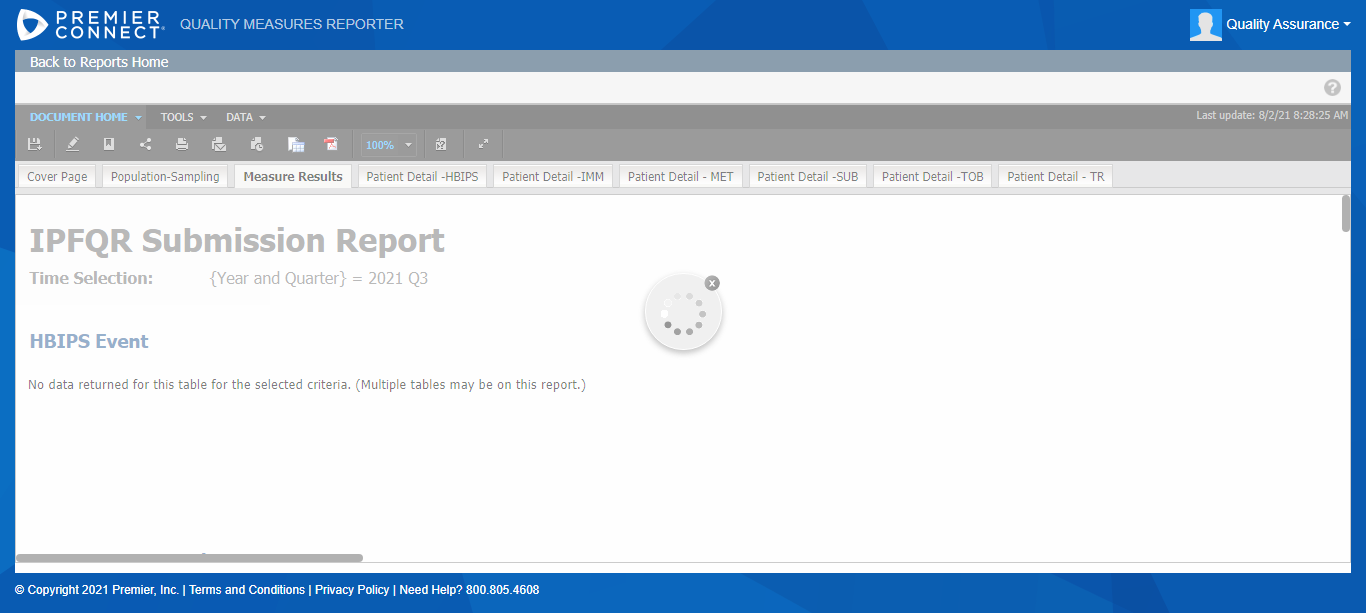 PREMIER CONNECT QUALITY MEASURES REPORTER Quality Assurance
Back to Reports Home
?
DOCUMENT HOME TOOLS DATA Last update: 8/2/21 8:28:25 AM
100%
Cover Page Population-Sampling Measure Results Patient Detail -HBIPS Patient Detail -IMM Patient Detail - MET Patient Detail -SUB Patient Detail -TOB Patient Detail - TR
IPFQR Submission Report
Time Selection: {Year and Quarter} = 2021 Q3
x
HBIPS Event
No data returned for this table for the selected criteria. (Multiple tables may be on this report.)
© Copyright 2021 Premier, Inc. | Terms and Conditions | Privacy Policy | Need Help? 800.805.4608